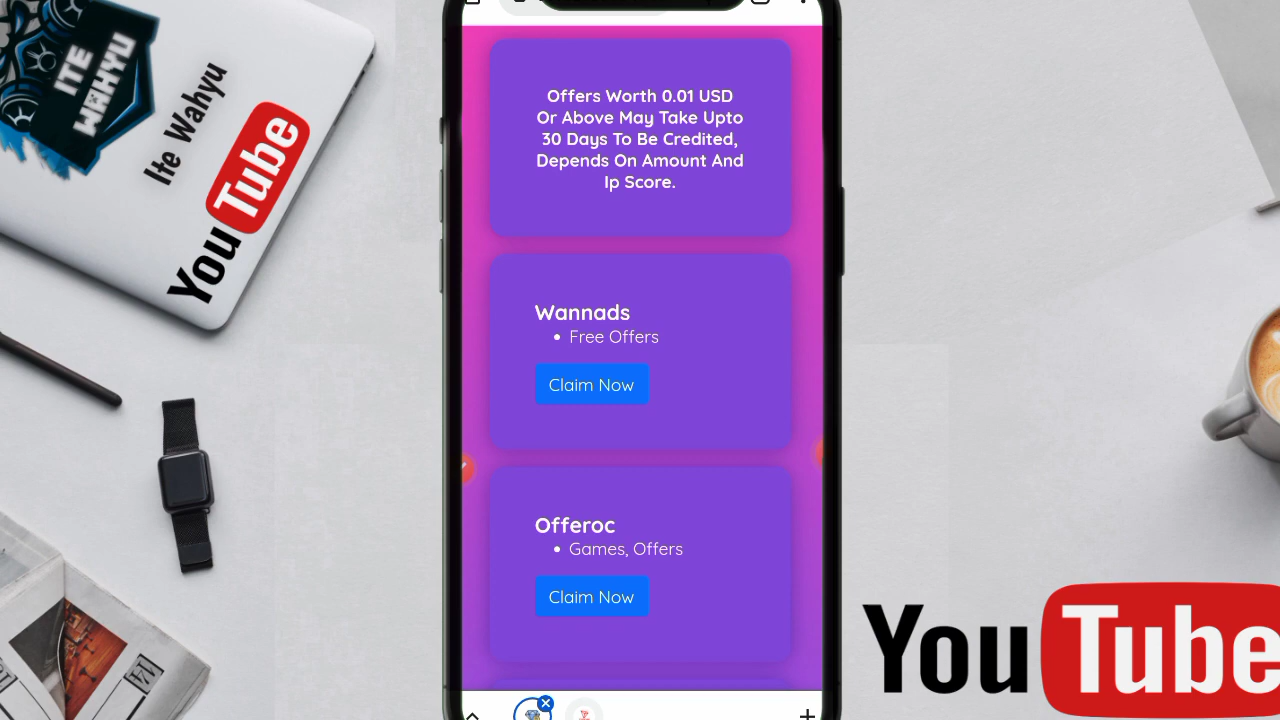 ITE
WAHYU
Ite Wahyu
YouTube
Offers Worth 0.01 USD
Or Above May Take Upto
30 Days To Be Credited,
Depends On Amount And
Ip Score.
Wannads
Free Offers
Claim Now
Offeroc
Games, Offers
Claim Now
YouTube